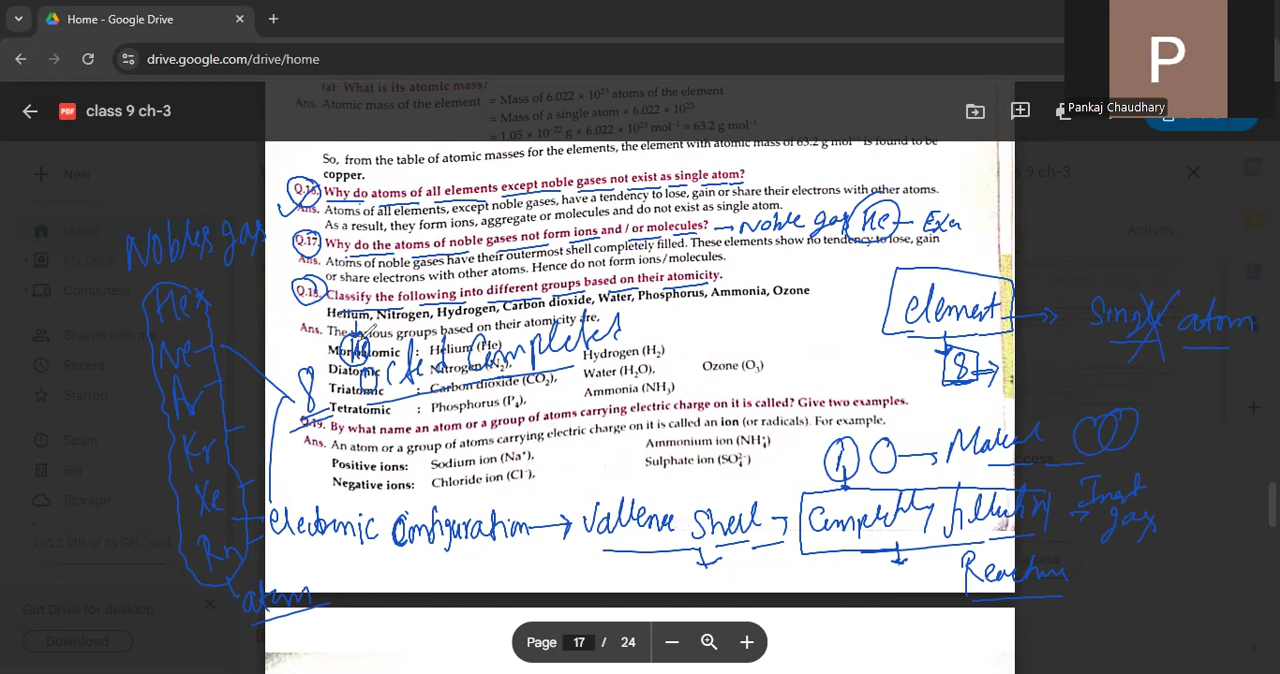 Home - Google Drive
drive.google.com/drive/home
P
Pankaj Chaudhary
class 9 ch-3
(a) What is its atomic mass?
Ans. Atomic mass of the element = Mass of 6.022 × 10²³ atoms of the element
= Mass of a single atom × 6.022 × 10²³
= 1.05 × 10⁻²² g × 6.022 × 10²³ mol⁻¹ = 63.2 g mol⁻¹
So, from the table of atomic masses for the elements, the element with atomic mass of 63.2 g mol⁻¹ is found to be
copper.
Q.16. Why do atoms of all elements except noble gases not exist as single atom?
Ans. Atoms of all elements, except noble gases, have a tendency to lose, gain or share their electrons with other atoms.
As a result, they form ions, aggregate or molecules and do not exist as single atom.
Q.17. Why do the atoms of noble gases not form ions and / or molecules? → Noble gas He – Exa
Ans. Atoms of noble gases have their outermost shell completely filled. These elements show no tendency to lose, gain
or share electrons with other atoms. Hence do not form ions/molecules.
Q.18. Classify the following into different groups based on their atomicity.
Helium, Nitrogen, Hydrogen, Carbon dioxide, Water, Phosphorus, Ammonia, Ozone
Ans. The various groups based on their atomicity are,
Monoatomic : Helium (He)
Diatomic : Nitrogen (N₂), Hydrogen (H₂)
Triatomic : Carbon dioxide (CO₂), Water (H₂O), Ozone (O₃)
Tetratomic : Phosphorus (P₄), Ammonia (NH₃)
Q.19. By what name an atom or a group of atoms carrying electric charge on it is called? Give two examples.
Ans. An atom or a group of atoms carrying electric charge on it is called an ion (or radicals). For example,
Positive ions: Sodium ion (Na⁺), Ammonium ion (NH₄⁺)
Negative ions: Chloride ion (Cl⁻), Sulphate ion (SO₄²⁻)
Nobles gas
He
Ne
Ar
Kr
Xe
Rn
atom
8
element → Single atom
8 →
Electronic Configuration → Vallence Shell → Completly
gas
Reaction
New
Home
My Drive
Computers
Shared with me
Recent
Starred
Spam
Bin
Storage
Get Drive for desktop
Download
Page 17 / 24